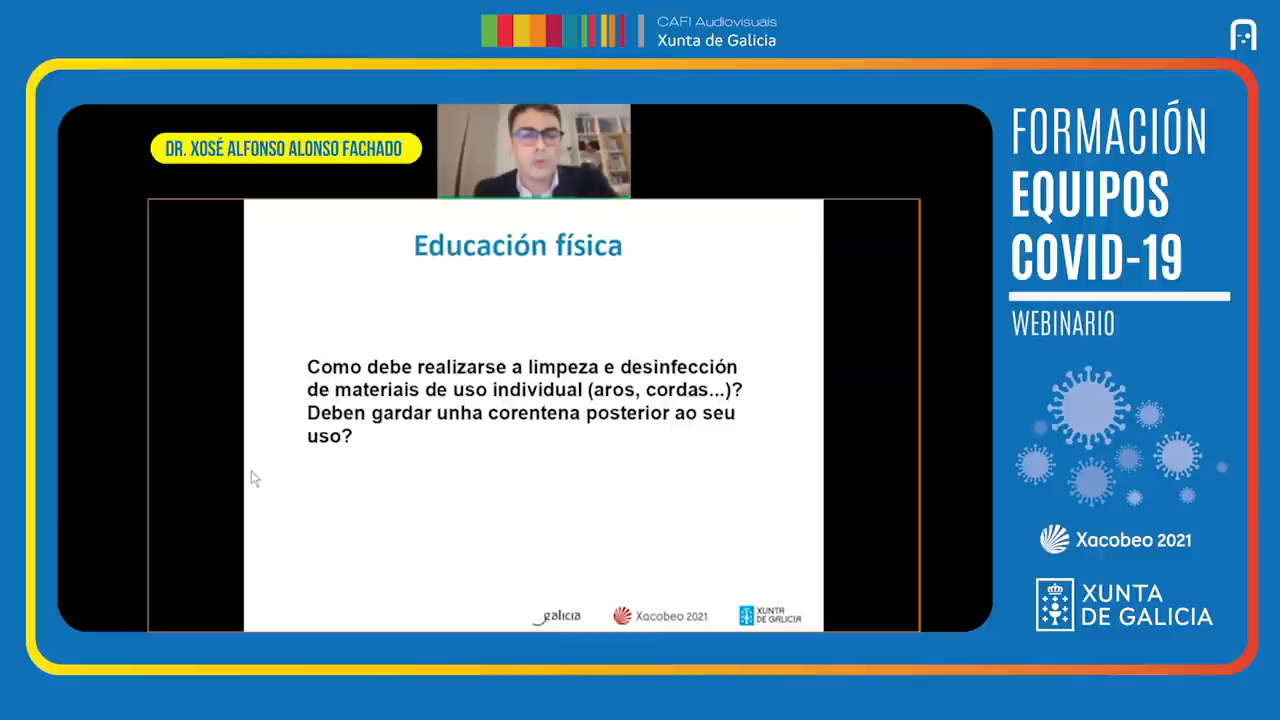 CAFI Audiovisuais
Xunta de Galicia
DR. XOSÉ ALFONSO ALONSO FACHADO
Educación física
Como debe realizarse a limpeza e desinfección
de materiais de uso individual (aros, cordas...)?
Deben gardar unha corentena posterior ao seu
uso?
galicia
Xacobeo 2021
XUNTA
DE GALICIA
FORMACIÓN
EQUIPOS
COVID-19
WEBINARIO
Xacobeo 2021
XUNTA
DE GALICIA